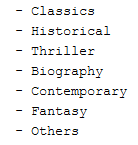 - Classics
- Historical
- Thriller
- Biography
- Contemporary
- Fantasy
- Others